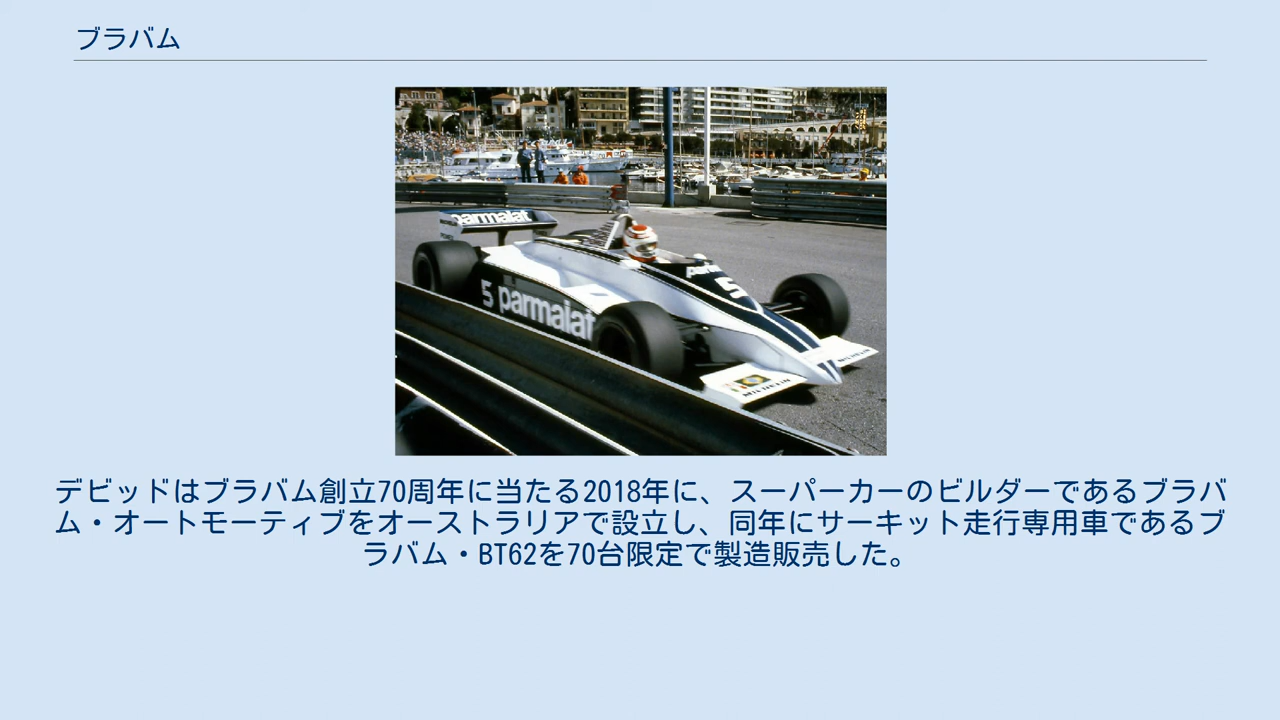 ブラバム
parmalat
5 parmalat
parmalat
5
MICHELIN
MICHELIN
デビッドはブラバム創立70周年に当たる2018年に、スーパーカーのビルダーであるブラバ
ム・オートモーティブをオーストラリアで設立し、同年にサーキット走行専用車であるブ
ラバム・BT62を70台限定で製造販売した。